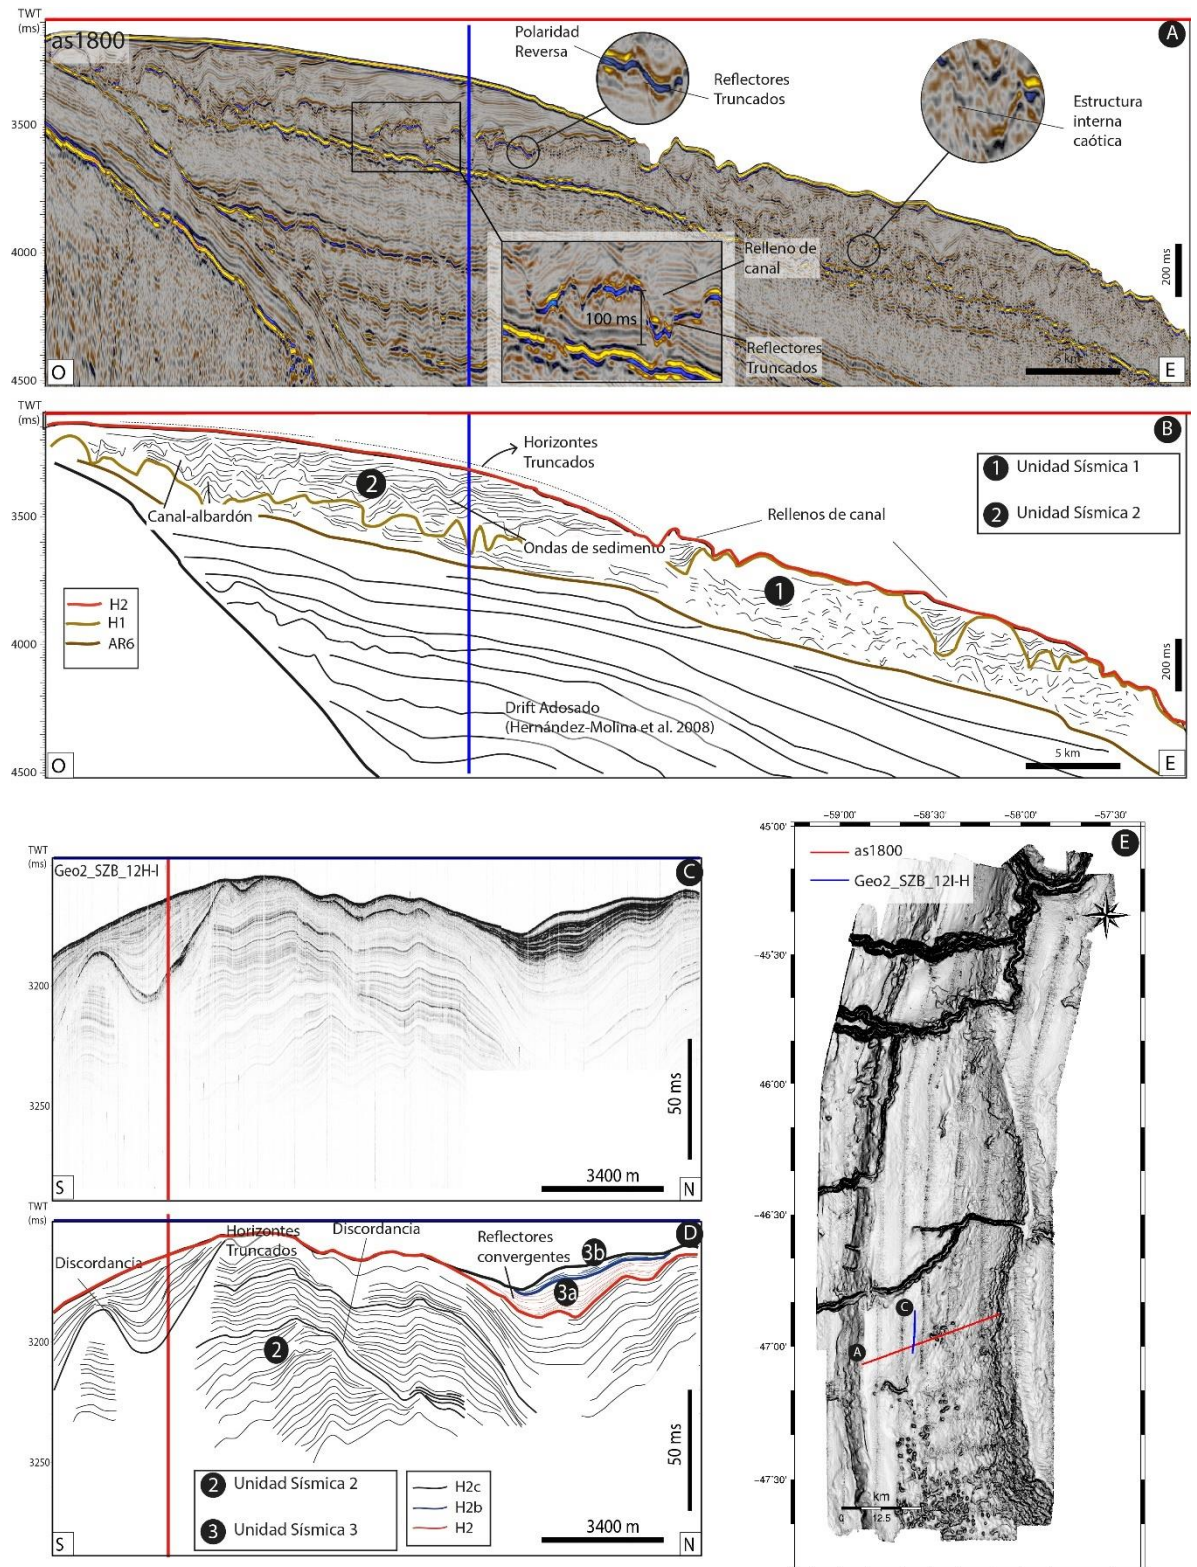 TWT
(ms)
as1800
A
Polaridad
Reversa
Reflectores
Truncados
Estructura
interna
caótica
3500
4000
4500
Relleno de
canal
100 ms
Reflectores
Truncados
200 ms
5 km
O
E
TWT
(ms)
B
Horizontes
Truncados
1 Unidad Sísmica 1
2 Unidad Sísmica 2
2
Canal-albardón
Ondas de sedimento
Rellenos de canal
1
3500
4000
4500
H2
H1
AR6
Drift Adosado
(Hernández-Molina et al. 2008)
200 ms
5 km
O
E
TWT
(ms)
Geo2_SZB_12H-I
C
3200
3250
50 ms
3400 m
S
N
TWT
(ms)
D
Discordancia
Horizontes
Truncados
Discordancia
Reflectores
convergentes
3b
3a
2
3200
3250
50 ms
2 Unidad Sísmica 2
3 Unidad Sísmica 3
H2c
H2b
H2
3400 m
S
N
-59°00'
-58°30'
-58°00'
-57°30'
45°00'
as1800
Geo2_SZB_12I-H
E
-45°30'
-46°00'
-46°30'
-47°00'
-47°30'
C
A
km
0 12.5